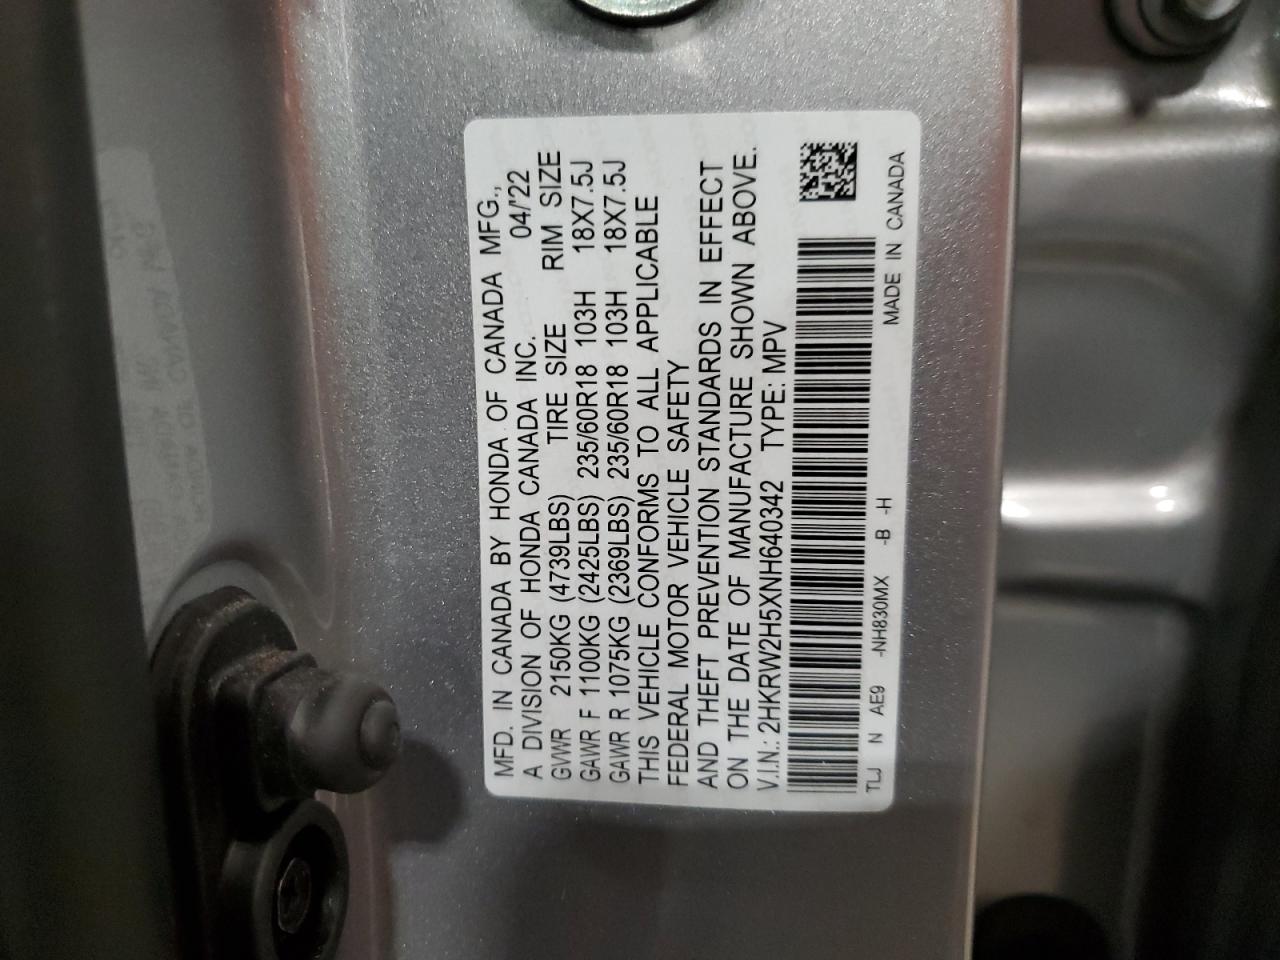 MFD. IN CANADA BY HONDA OF CANADA MFG.,
A DIVISION OF HONDA CANADA INC. 04/'22
GVWR 2150KG (4739LBS) TIRE SIZE RIM SIZE
GAWR F 1100KG (2425LBS) 235/60R18 103H 18X7.5J
GAWR R 1075KG (2369LBS) 235/60R18 103H 18X7.5J
THIS VEHICLE CONFORMS TO ALL APPLICABLE
FEDERAL MOTOR VEHICLE SAFETY
AND THEFT PREVENTION STANDARDS IN EFFECT
ON THE DATE OF MANUFACTURE SHOWN ABOVE.
V.I.N.: 2HKRW2H5XNH640342 TYPE: MPV
TLJ N AE9 -NH830MX -B -H MADE IN CANADA